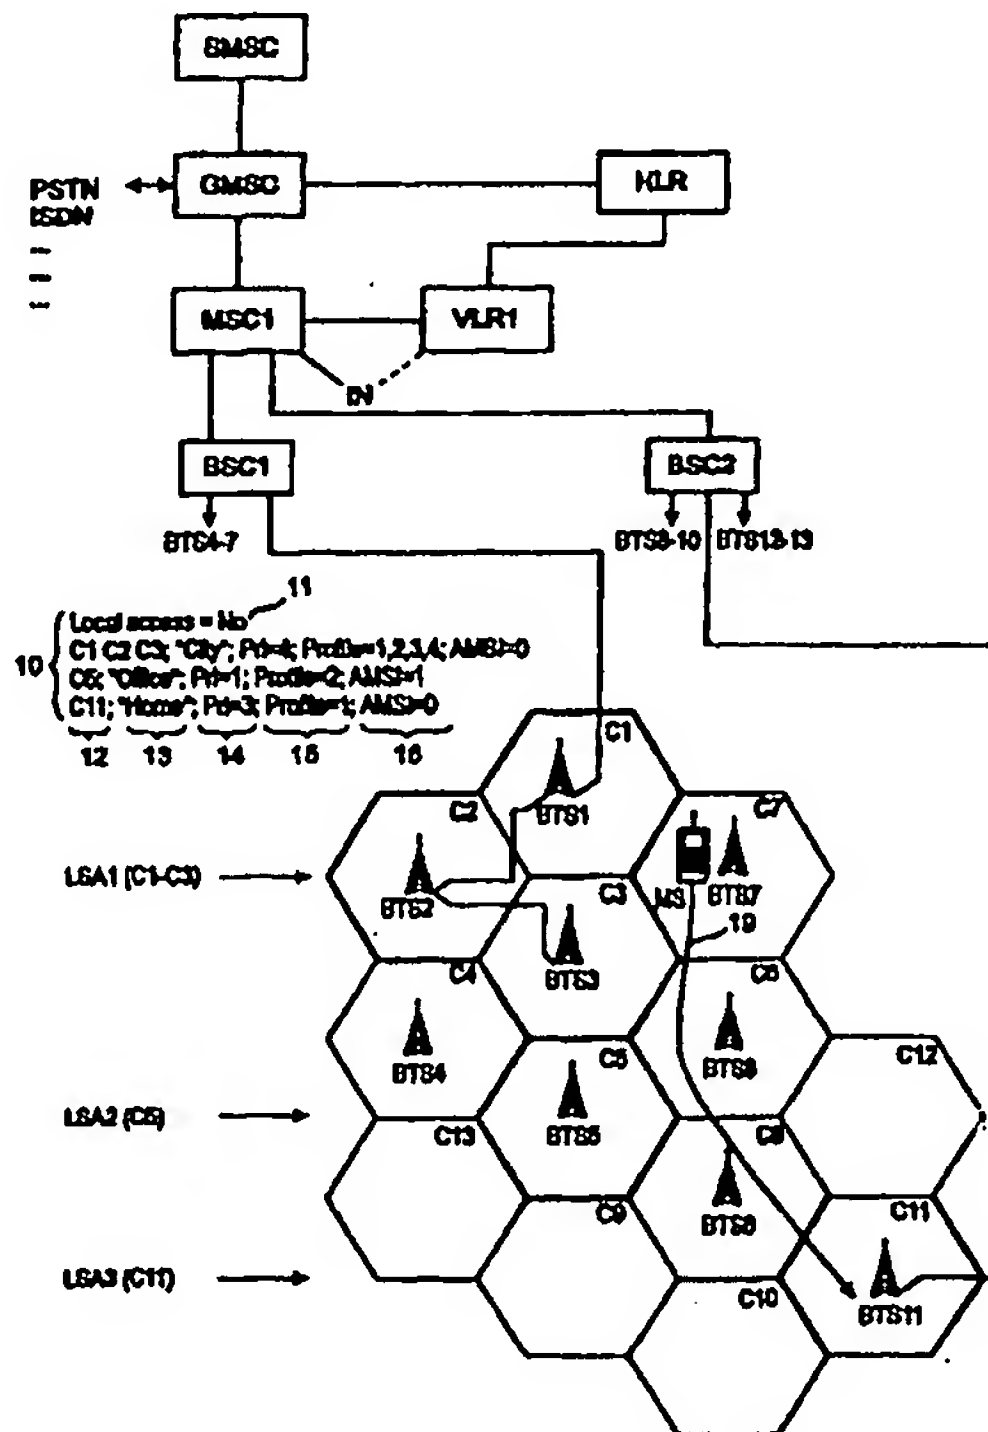 SMSC
PSTN
ISDN
GMSC
HLR
MSC1
VLR1
IN
BSC1
BSC2
BTS4-7
BTS8-10
BTS12-13
11
Local access = No
10
C1 C2 C3; "City"; Pri=4; Profile=1,2,3,4; AMSI=0
C5; "Office"; Pri=1; Profile=2; AMSI=1
C11; "Home"; Pri=3; Profile=1; AMSI=0
12 13 14 15 16
C1
BTS1
C2
C7
LSA1 (C1-C3)
BTS2
C3
MS
BTS7
19
BTS3
C4
C6
BTS4
C5
BTS6
C12
LSA2 (C5)
BTS5
C13
C8
C9
BTS8
C11
LSA3 (C11)
C10
BTS11